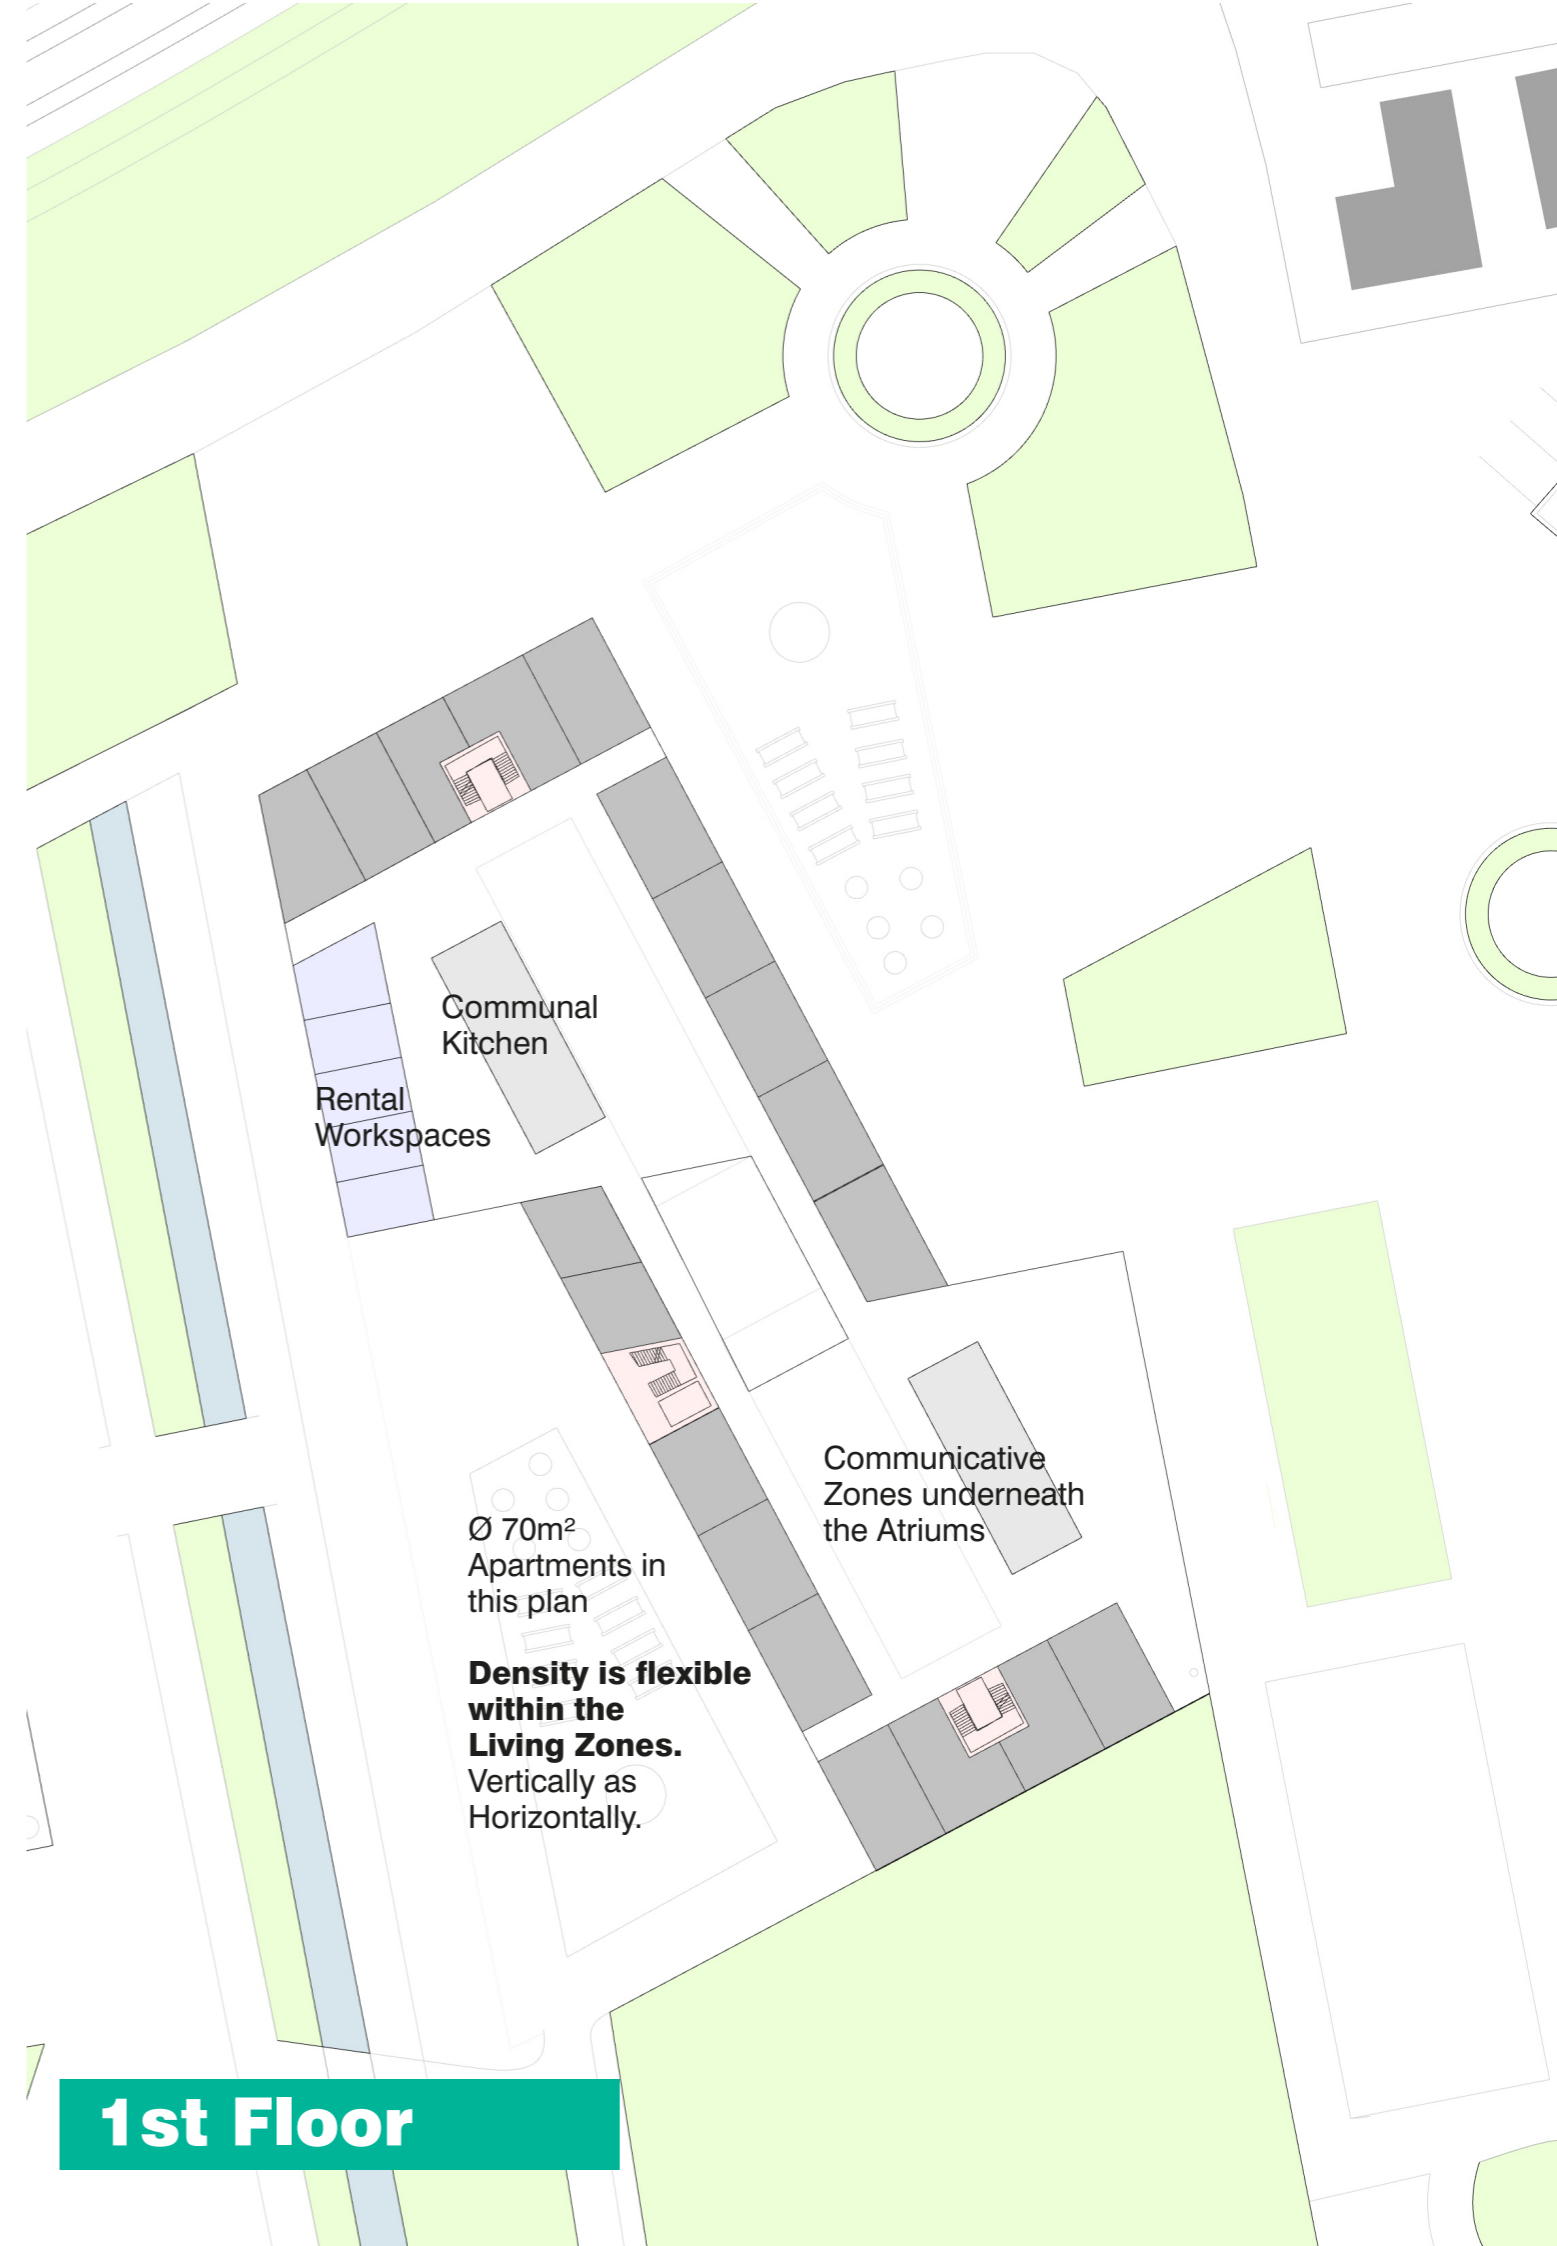 Communal
Kitchen
Rental
Workspaces
Communicative
Zones underneath
the Atriums
Ø 70m²
Apartments in
this plan
Density is flexible
within the
Living Zones.
Vertically as
Horizontally.
1st Floor